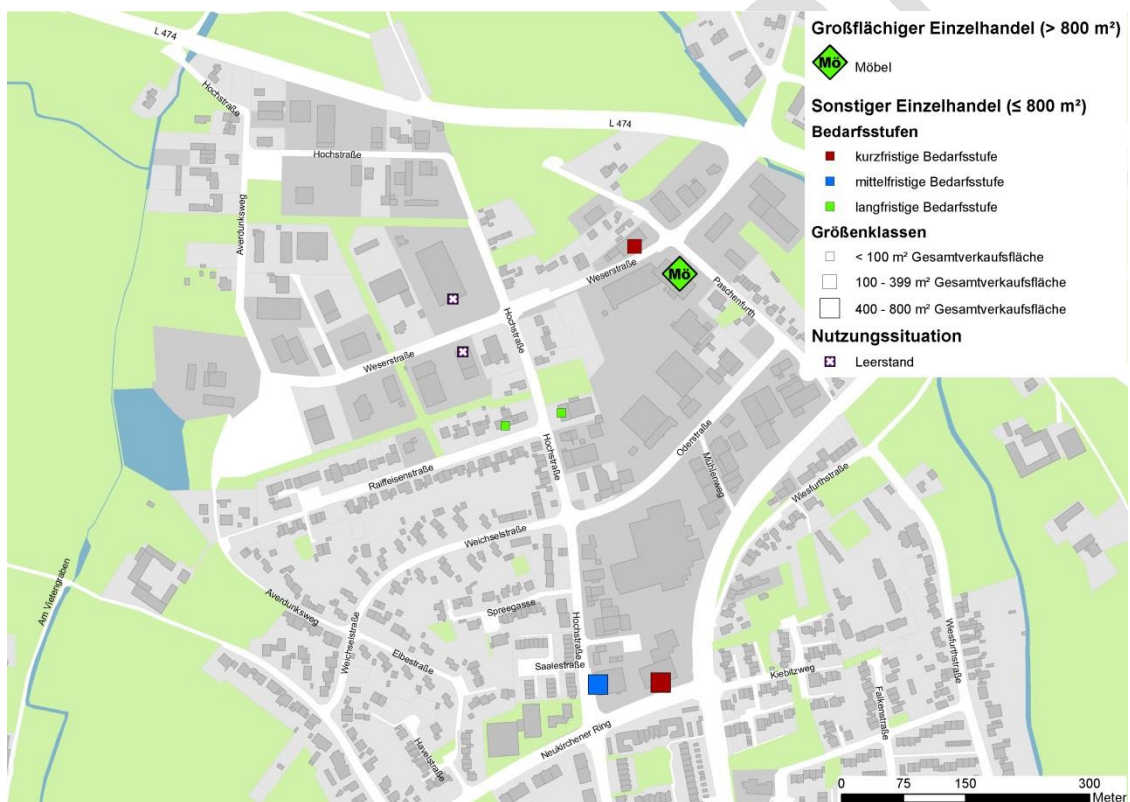 Großflächiger Einzelhandel (> 800 m²)
Mö Möbel
Sonstiger Einzelhandel (≤ 800 m²)
Bedarfsstufen
kurzfristige Bedarfsstufe
mittelfristige Bedarfsstufe
langfristige Bedarfsstufe
Größenklassen
< 100 m² Gesamtverkaufsfläche
100 - 399 m² Gesamtverkaufsfläche
400 - 800 m² Gesamtverkaufsfläche
Nutzungssituation
Leerstand
L 474
Hochstraße
L 474
Hochstraße
Averdunksweg
Weserstraße
Mö
Paschenfurth
Hochstraße
Weserstraße
Hochstraße
Oderstraße
Mühlenweg
Raiffeisenstraße
Wiesfurthstraße
Weichselstraße
Am Vietengraben
Averdunksweg
Spreegasse
Hochstraße
Weichselstraße
Elbestraße
Saalestraße
Kiebitzweg
Wiesfurthstraße
Falkenstraße
Neukirchener Ring
Havelstraße
0 75 150 300
Meter